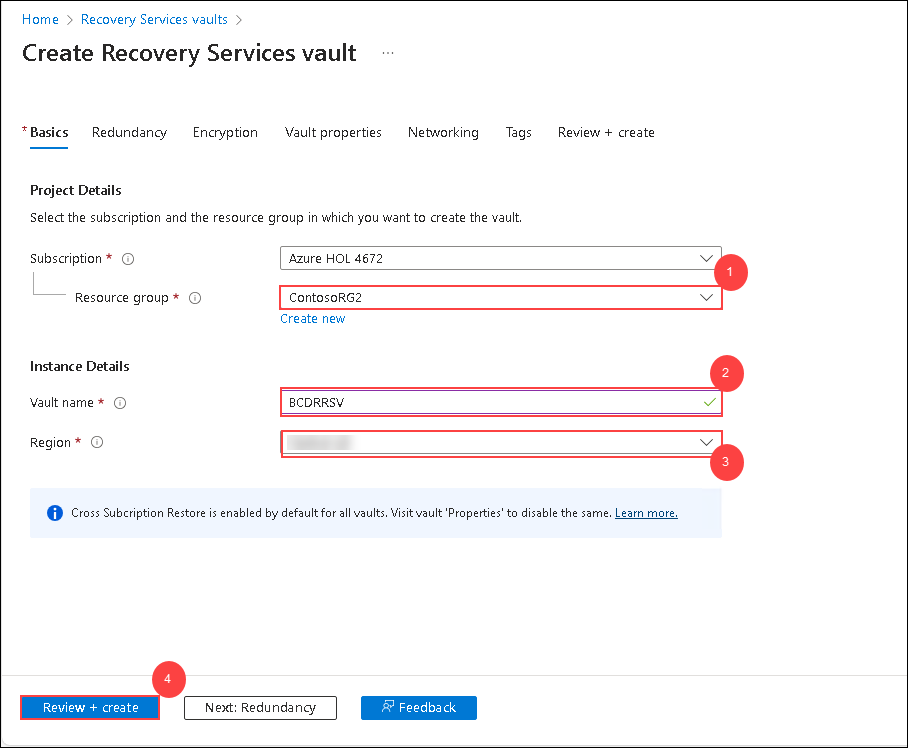 Home > Recovery Services vaults >
Create Recovery Services vault ...
* Basics Redundancy Encryption Vault properties Networking Tags Review + create
Project Details
Select the subscription and the resource group in which you want to create the vault.
Subscription * Azure HOL 4672
1
Resource group * ContosoRG2
Create new
Instance Details
2
Vault name * BCDRRSV
Region *
3
Cross Subcription Restore is enabled by default for all vaults. Visit vault 'Properties' to disable the same. Learn more.
4
Review + create Next: Redundancy Feedback